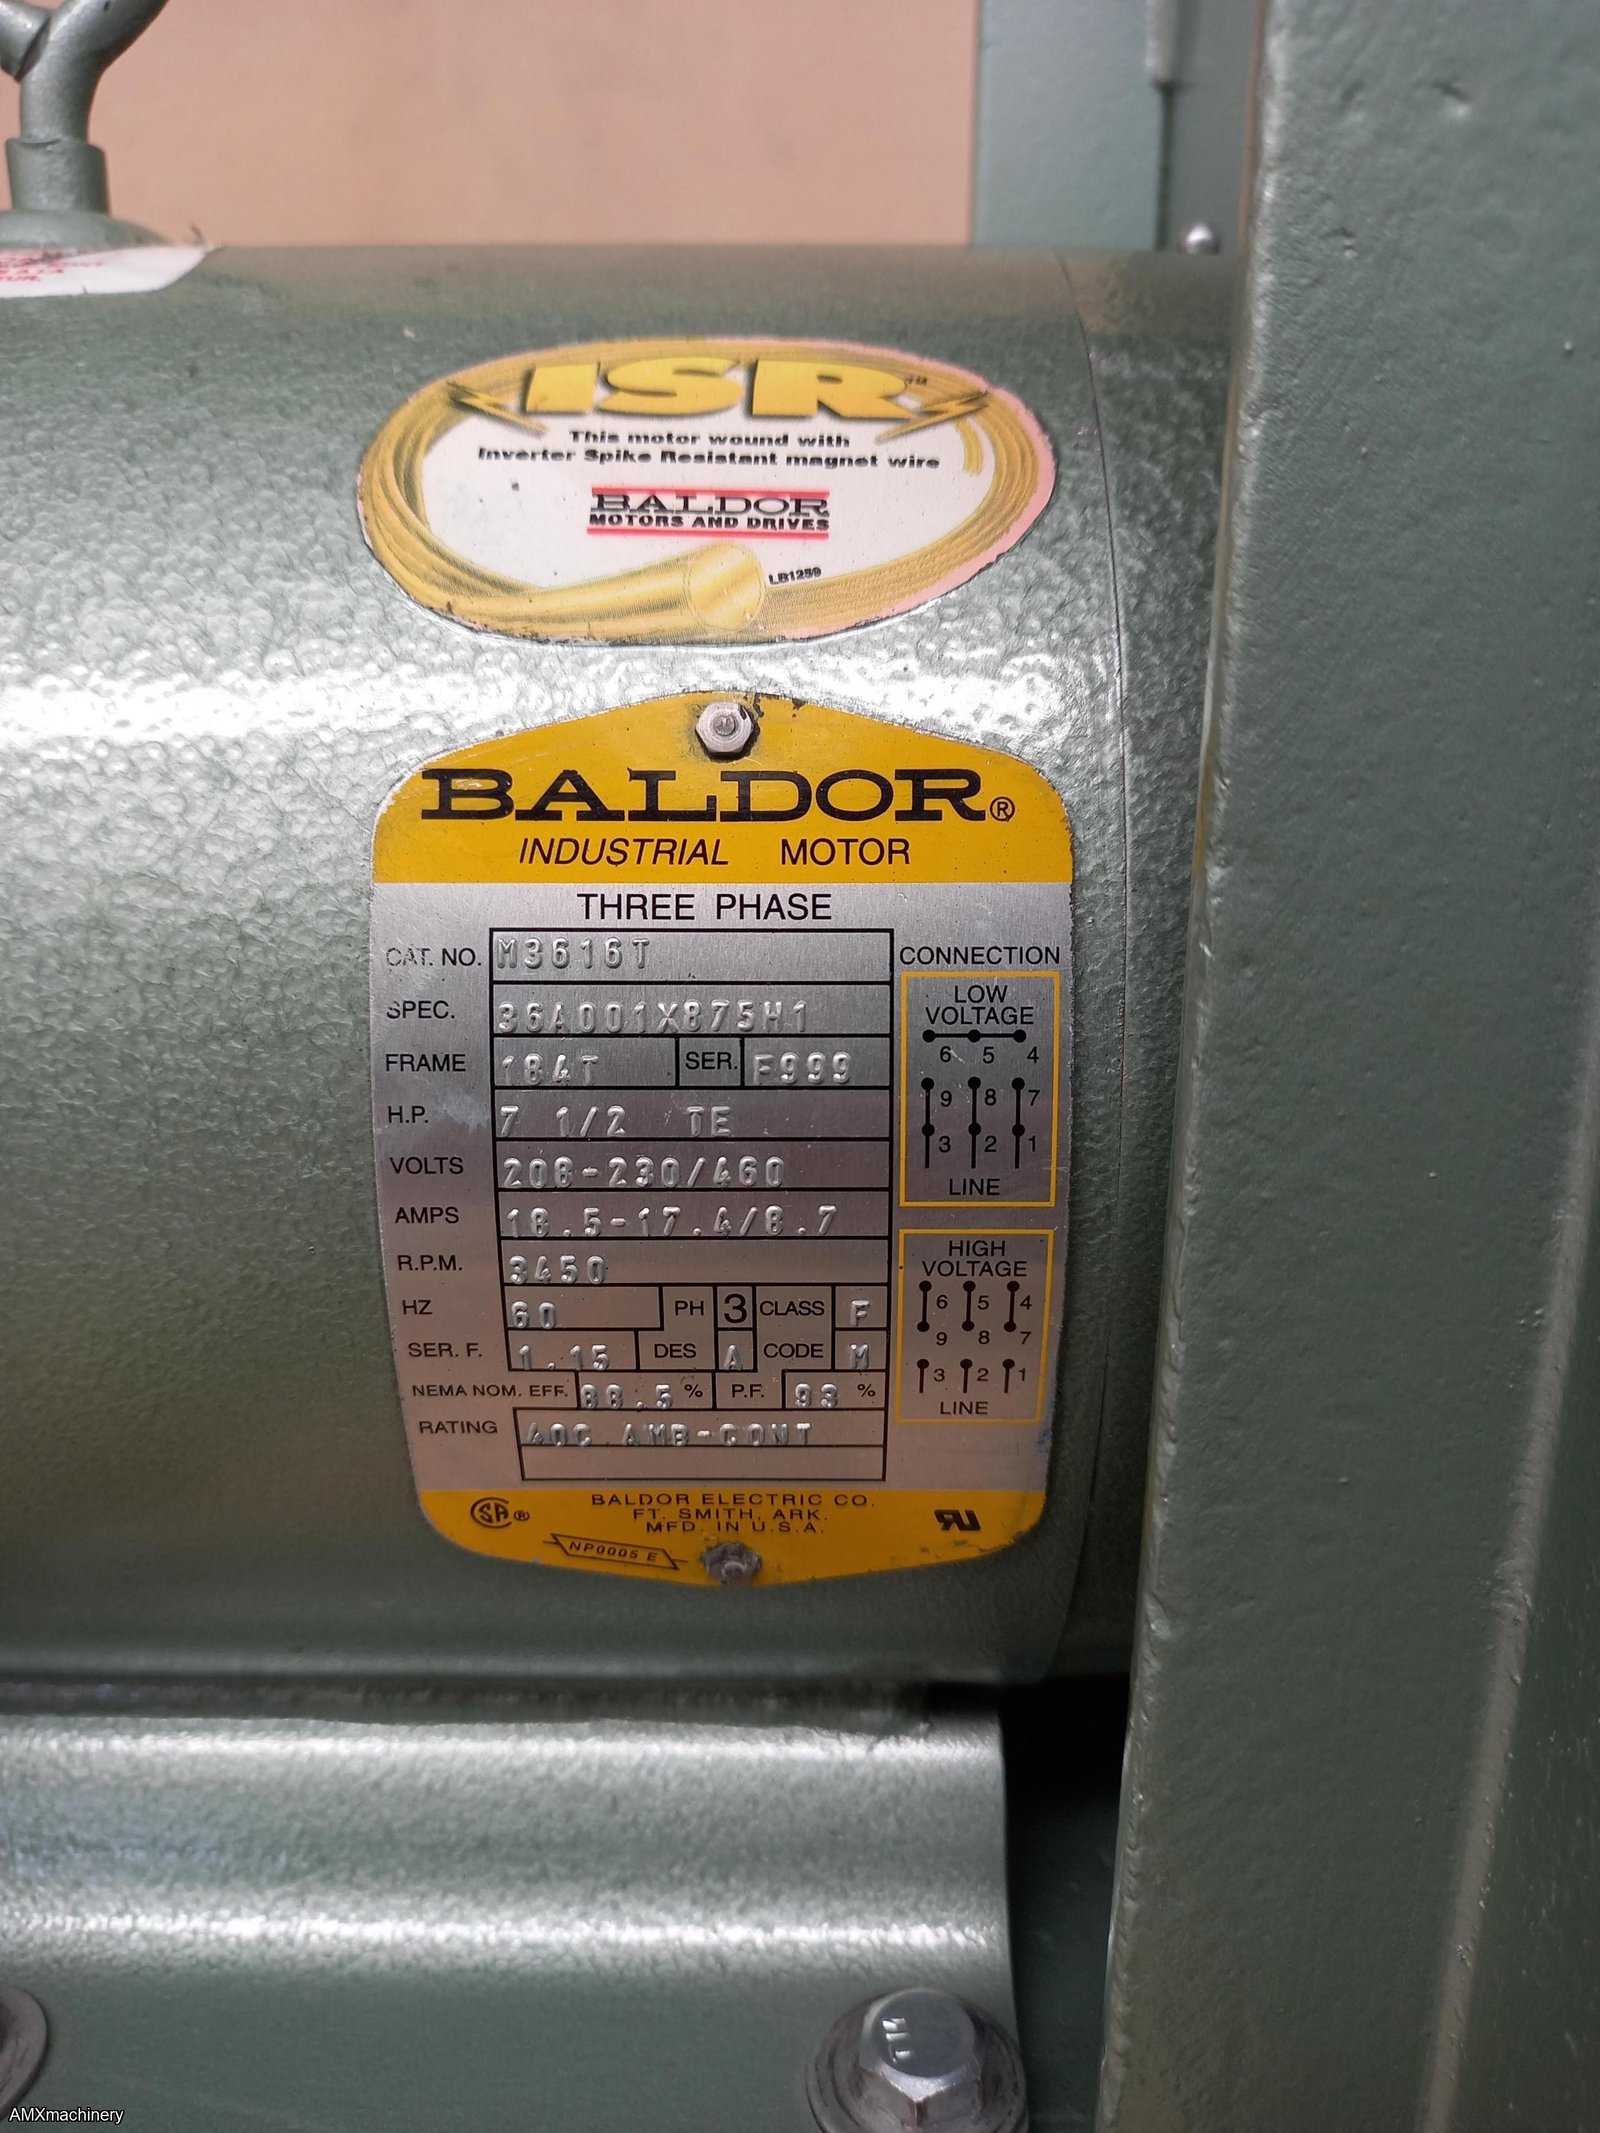 ISR™
This motor wound with
Inverter Spike Resistant magnet wire
BALDOR
MOTORS AND DRIVES
LB1259
BALDOR®
INDUSTRIAL MOTOR
THREE PHASE
CAT. NO. M3616T
SPEC. 36A001X875H1
FRAME 184T SER. F999
H.P. 7 1/2 TE
VOLTS 208-230/460
AMPS 18.5-17.4/8.7
R.P.M. 3450
HZ 60 PH 3 CLASS F
SER. F. 1.15 DES A CODE M
NEMA NOM. EFF. 88.5 % P.F. 93 %
RATING 40C AMB-CONT
CONNECTION
LOW
VOLTAGE
6 5 4
9 8 7
3 2 1
LINE
HIGH
VOLTAGE
6 5 4
9 8 7
3 2 1
LINE
BALDOR ELECTRIC CO.
FT. SMITH, ARK.
MFD. IN U.S.A.
NP0005 E
AMXmachinery